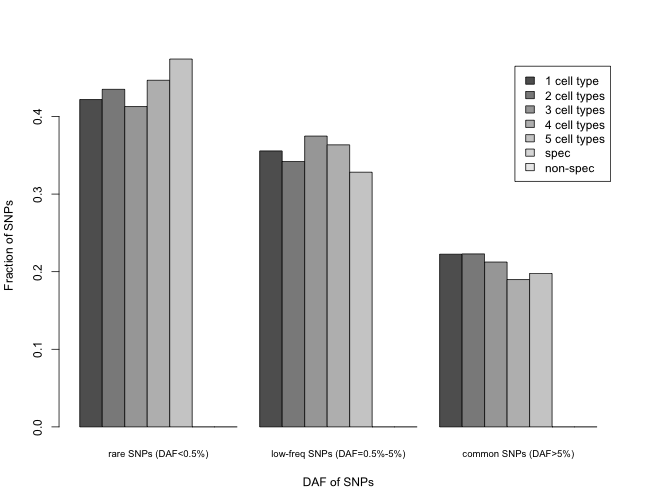 1 cell type
2 cell types
3 cell types
4 cell types
5 cell types
spec
non-spec
Fraction of SNPs
0.4
0.3
0.2
0.1
0.0
rare SNPs (DAF<0.5%)
low-freq SNPs (DAF=0.5%-5%)
common SNPs (DAF>5%)
DAF of SNPs